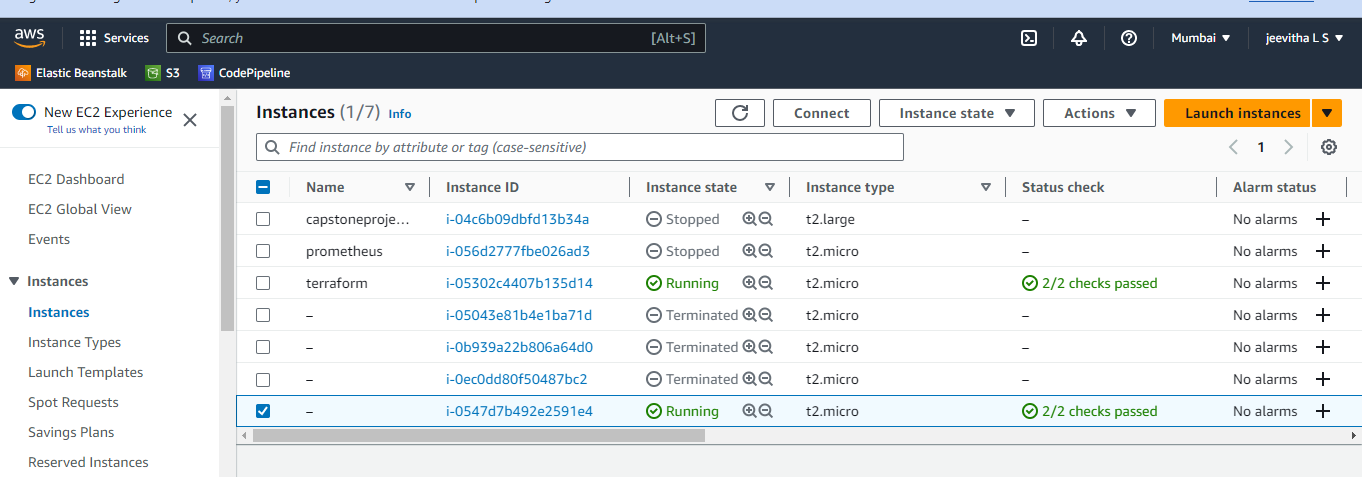 aws Services Search [Alt+S] Mumbai jeevitha L S
Elastic Beanstalk S3 CodePipeline
New EC2 Experience
Tell us what you think
EC2 Dashboard
EC2 Global View
Events
Instances
Instances
Instance Types
Launch Templates
Spot Requests
Savings Plans
Reserved Instances
Instances (1/7) Info Connect Instance state Actions Launch instances
Find instance by attribute or tag (case-sensitive) 1
Name Instance ID Instance state Instance type Status check Alarm status
capstoneproje... i-04c6b09dbfd13b34a Stopped t2.large – No alarms
prometheus i-056d2777fbe026ad3 Stopped t2.micro – No alarms
terraform i-05302c4407b135d14 Running t2.micro 2/2 checks passed No alarms
– i-05043e81b4e1ba71d Terminated t2.micro – No alarms
– i-0b939a22b806a64d0 Terminated t2.micro – No alarms
– i-0ec0dd80f50487bc2 Terminated t2.micro – No alarms
– i-0547d7b492e2591e4 Running t2.micro 2/2 checks passed No alarms